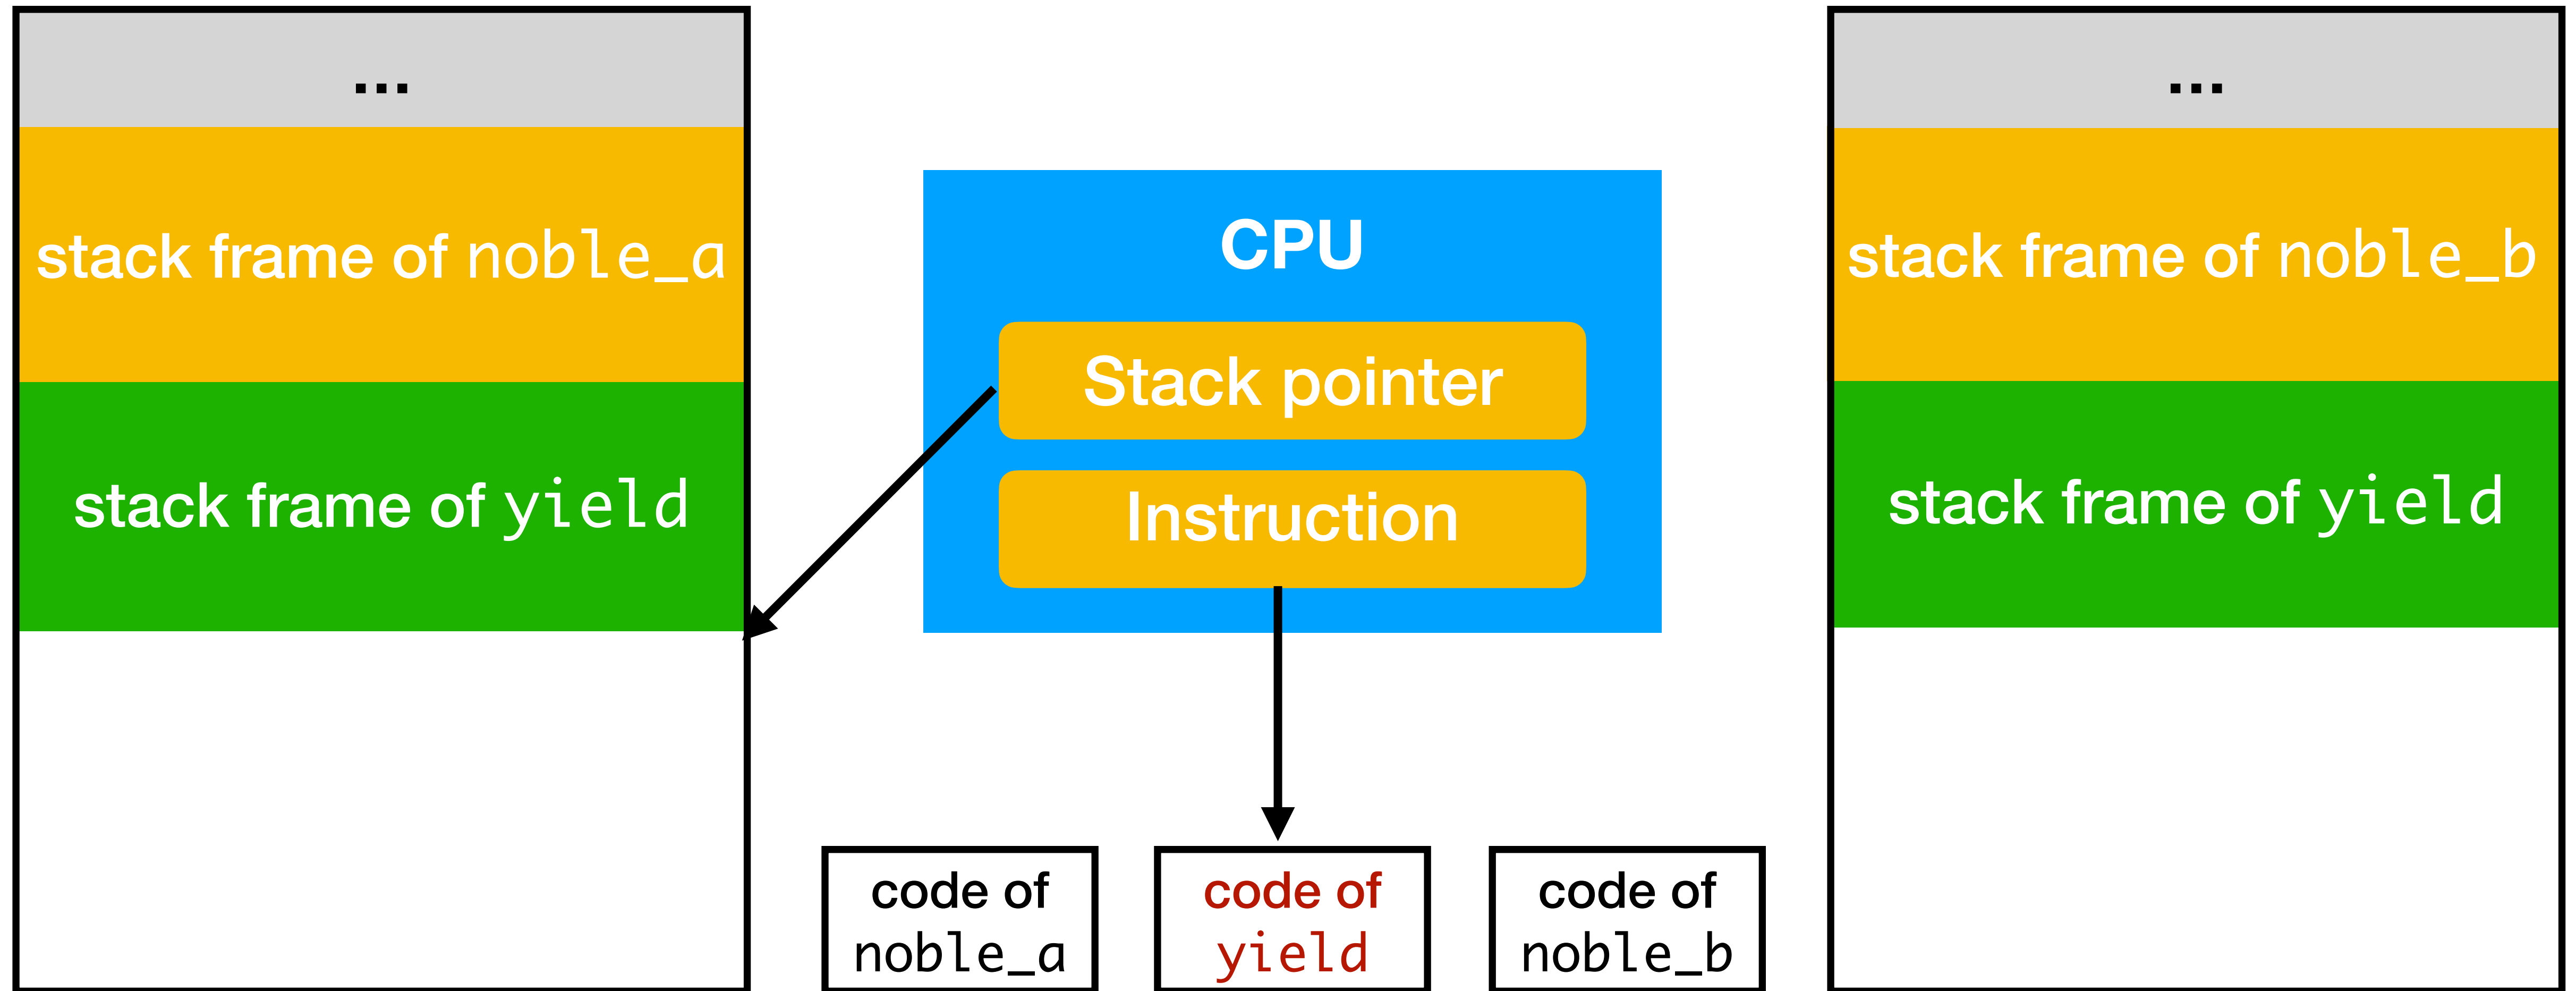 ...
stack frame of noble_a
stack frame of yield
CPU
Stack pointer
Instruction
code of
noble_a
code of
yield
code of
noble_b
...
stack frame of noble_b
stack frame of yield